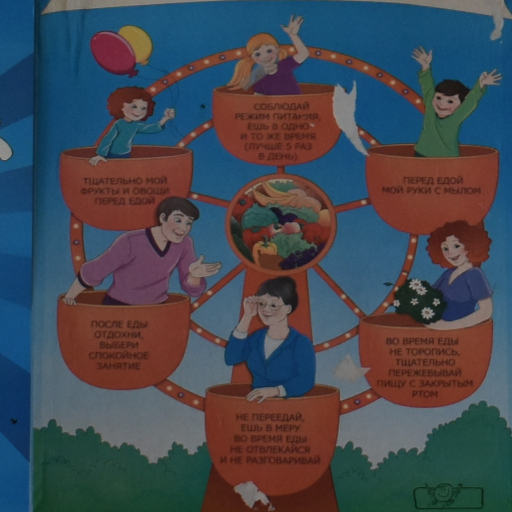 СОБЛЮДАЙ
РЕЖИМ ПИТАНИЯ,
ЕШЬ В ОДНО
И ТО ЖЕ ВРЕМЯ
(ЛУЧШЕ 5 РАЗ
В ДЕНЬ)
ТЩАТЕЛЬНО МОЙ
ФРУКТЫ И ОВОЩИ
ПЕРЕД ЕДОЙ
ПЕРЕД ЕДОЙ
МОЙ РУКИ С МЫЛОМ
ПОСЛЕ ЕДЫ
ОТДОХНИ,
ВЫБЕРИ
СПОКОЙНОЕ
ЗАНЯТИЕ
ВО ВРЕМЯ ЕДЫ
НЕ ТОРОПИСЬ,
ТЩАТЕЛЬНО
ПЕРЕЖЕВЫВАЙ
ПИЩУ С ЗАКРЫТЫМ
РТОМ
НЕ ПЕРЕЕДАЙ,
ЕШЬ В МЕРУ
ВО ВРЕМЯ ЕДЫ
НЕ ОТВЛЕКАЙСЯ
И НЕ РАЗГОВАРИВАЙ